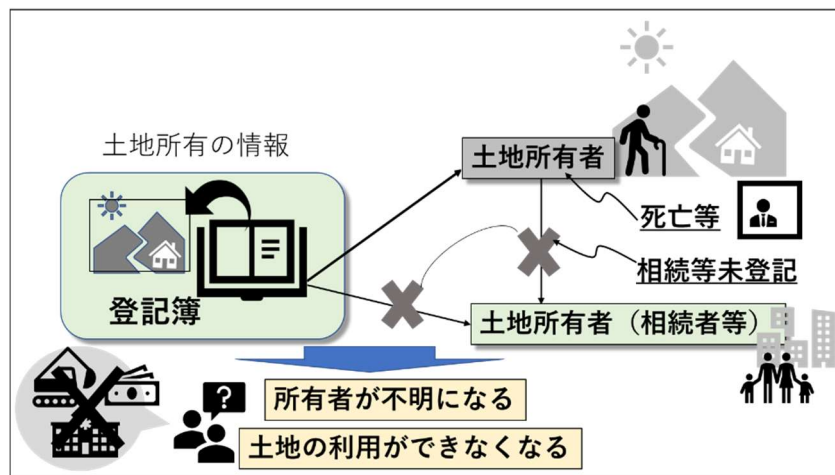 土地所有の情報
土地所有者
死亡等
相続等未登記
登記簿
土地所有者（相続者等）
?
所有者が不明になる
土地の利用ができなくなる